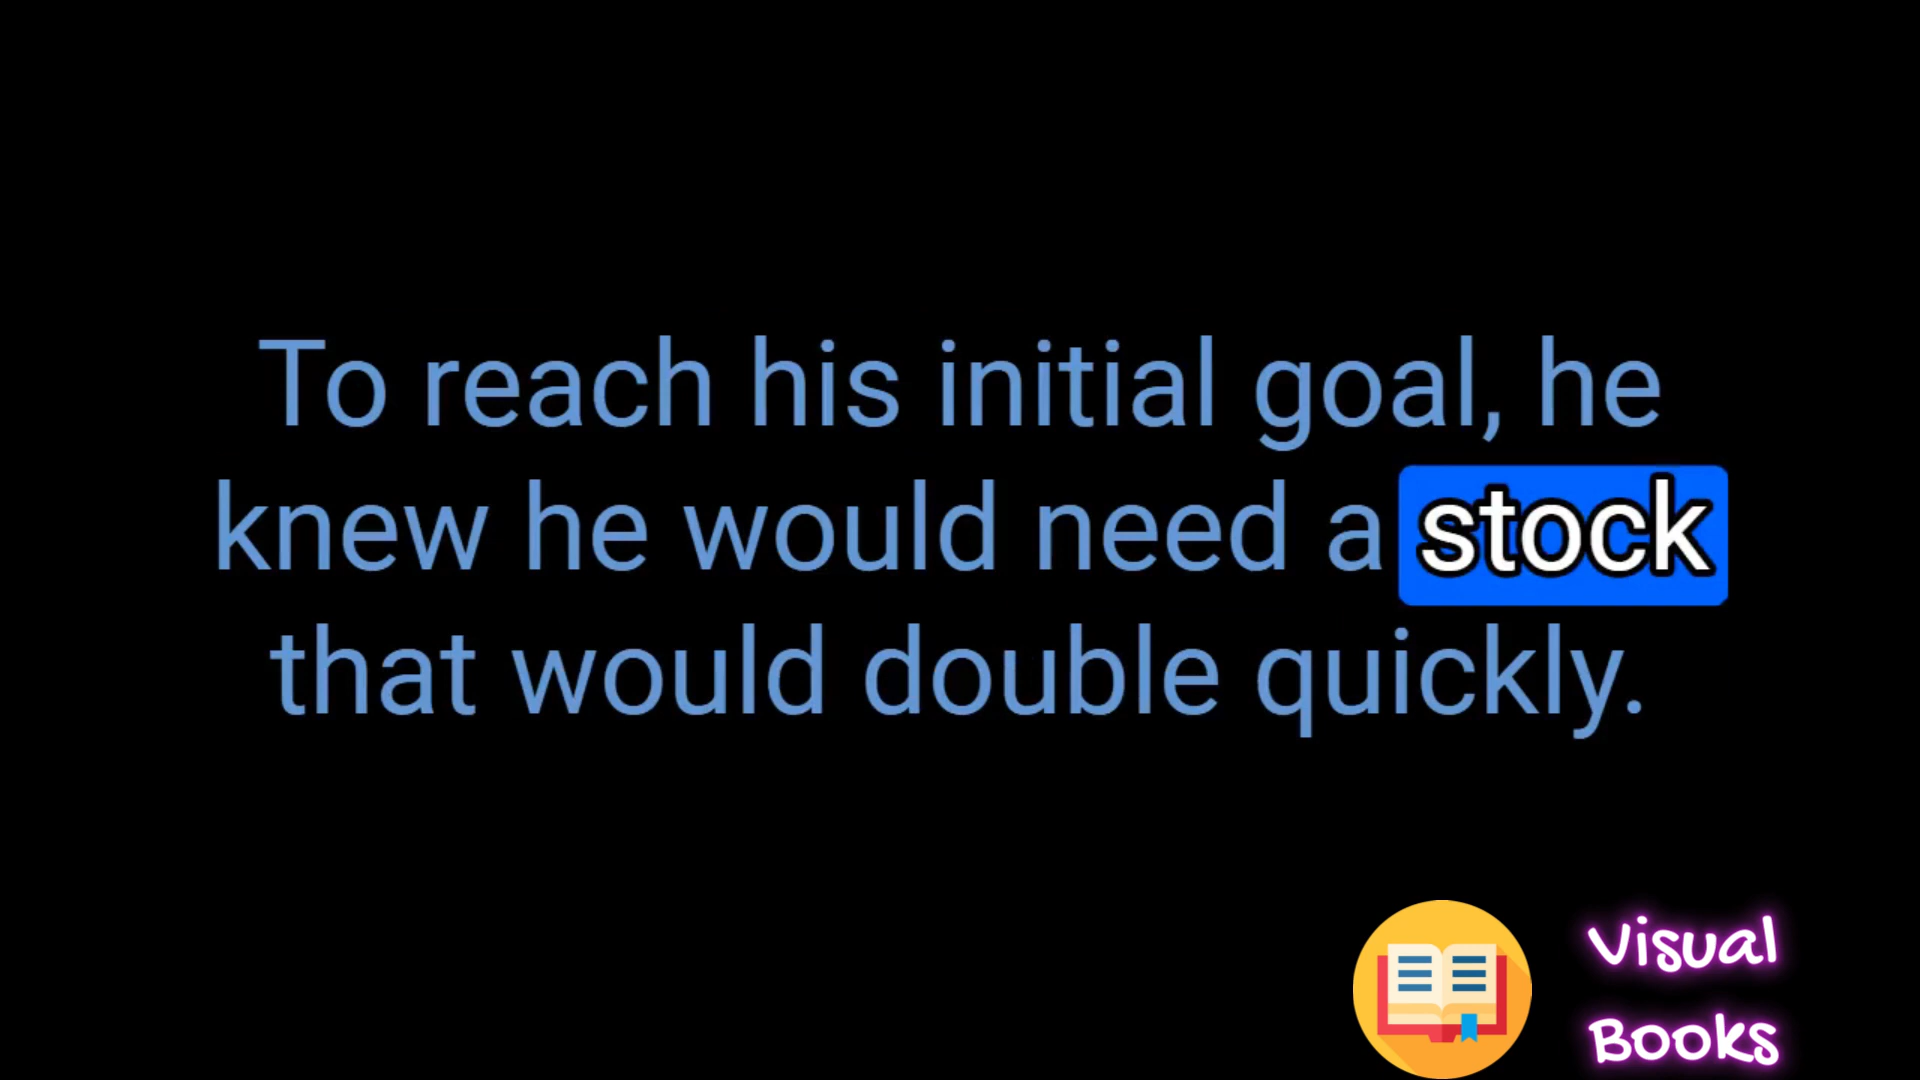 To reach his initial goal, he
knew he would need a stock
that would double quickly.
Visual
Books